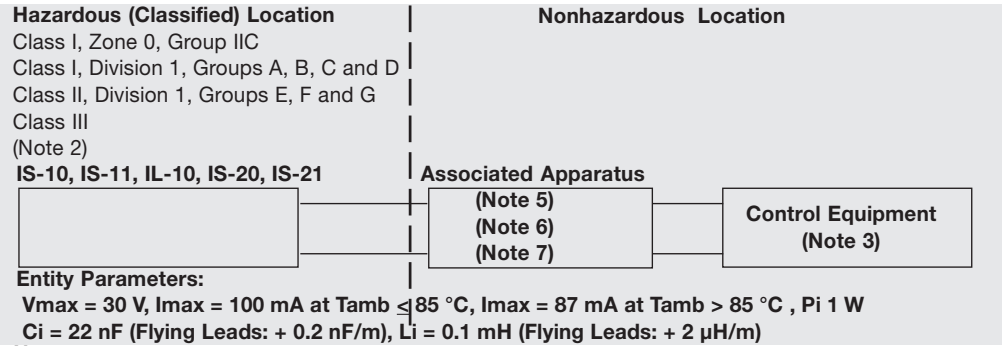 Hazardous (Classified) Location
Nonhazardous Location
Class I, Zone 0, Group IIC
Class I, Division 1, Groups A, B, C and D
Class II, Division 1, Groups E, F and G
Class III
(Note 2)
IS-10, IS-11, IL-10, IS-20, IS-21
Associated Apparatus
(Note 5)
(Note 6)
(Note 7)
Control Equipment
(Note 3)
Entity Parameters:
Vmax = 30 V, Imax = 100 mA at Tamb ≤ 85 °C, Imax = 87 mA at Tamb > 85 °C , Pi 1 W
Ci = 22 nF (Flying Leads: + 0.2 nF/m), Li = 0.1 mH (Flying Leads: + 2 µH/m)